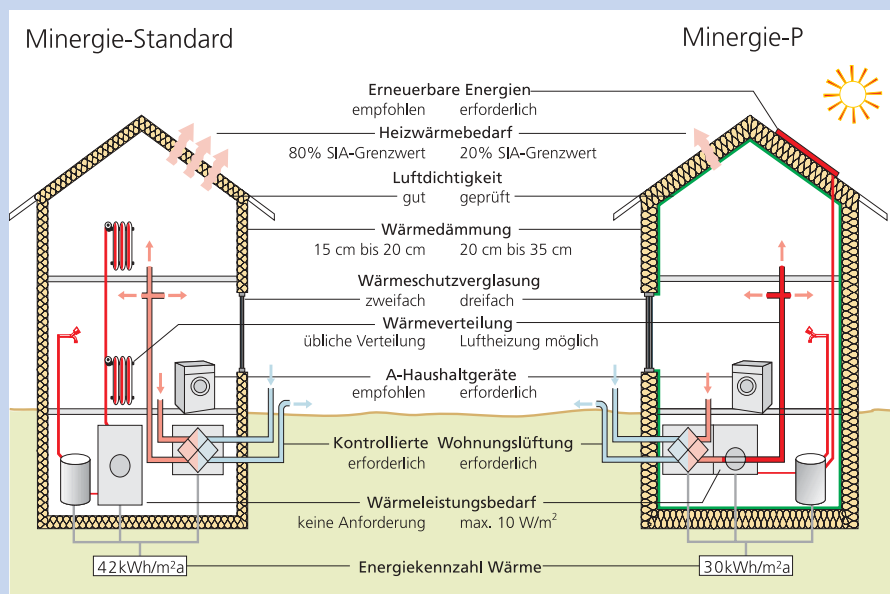 Minergie-Standard Minergie-P
Erneuerbare Energien
empfohlen erforderlich
Heizwärmebedarf
80% SIA-Grenzwert 20% SIA-Grenzwert
Luftdichtigkeit
gut geprüft
Wärmedämmung
15 cm bis 20 cm 20 cm bis 35 cm
Wärmeschutzverglasung
zweifach dreifach
Wärmeverteilung
übliche Verteilung Luftheizung möglich
A-Haushaltgeräte
empfohlen erforderlich
Kontrollierte Wohnungslüftung
erforderlich erforderlich
Wärmeleistungsbedarf
keine Anforderung max. 10 W/m²
42kWh/m²a Energiekennzahl Wärme 30kWh/m²a